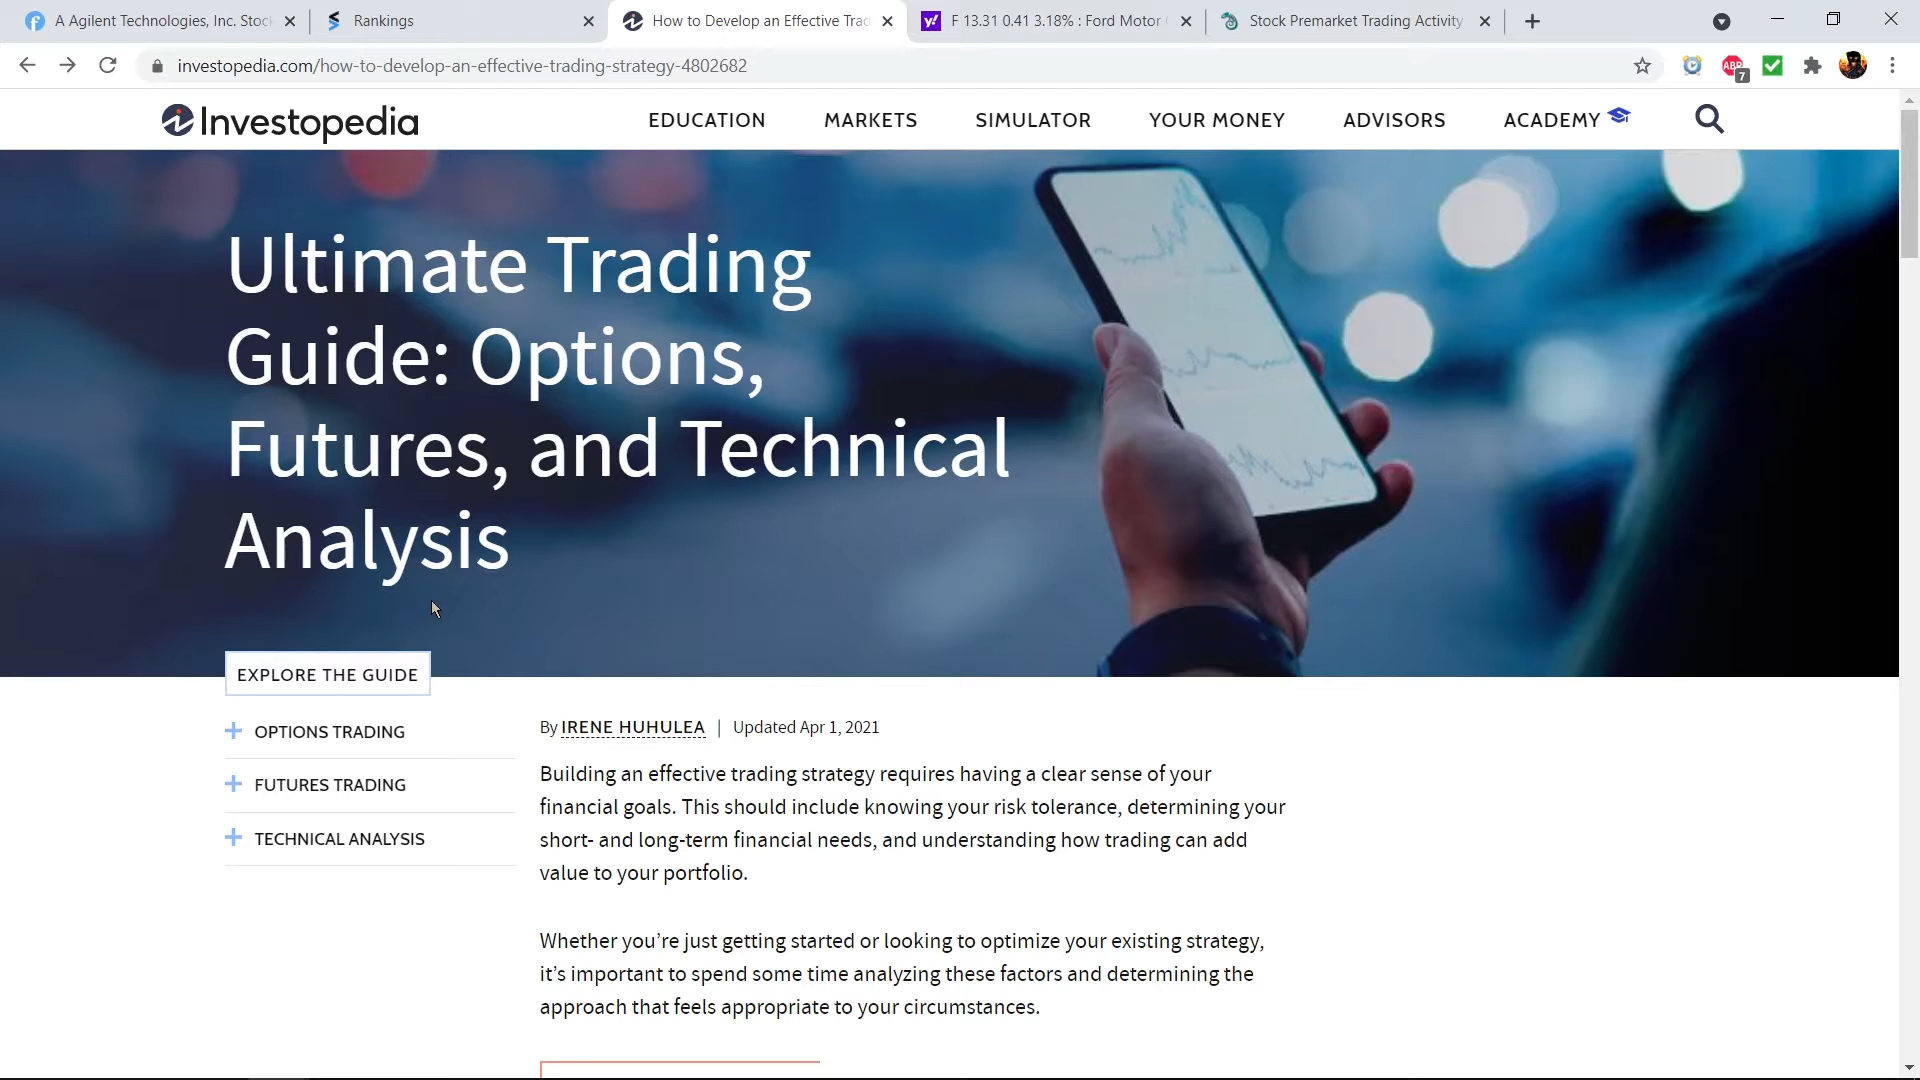 A Agilent Technologies, Inc. Stoc
Rankings
How to Develop an Effective Trad
F 13.31 0.41 3.18% : Ford Motor
Stock Premarket Trading Activity
investopedia.com/how-to-develop-an-effective-trading-strategy-4802682
ABP
7
Investopedia
EDUCATION
MARKETS
SIMULATOR
YOUR MONEY
ADVISORS
ACADEMY
Ultimate Trading
Guide: Options,
Futures, and Technical
Analysis
EXPLORE THE GUIDE
OPTIONS TRADING
FUTURES TRADING
TECHNICAL ANALYSIS
By IRENE HUHULEA | Updated Apr 1, 2021
Building an effective trading strategy requires having a clear sense of your
financial goals. This should include knowing your risk tolerance, determining your
short- and long-term financial needs, and understanding how trading can add
value to your portfolio.
Whether you’re just getting started or looking to optimize your existing strategy,
it’s important to spend some time analyzing these factors and determining the
approach that feels appropriate to your circumstances.